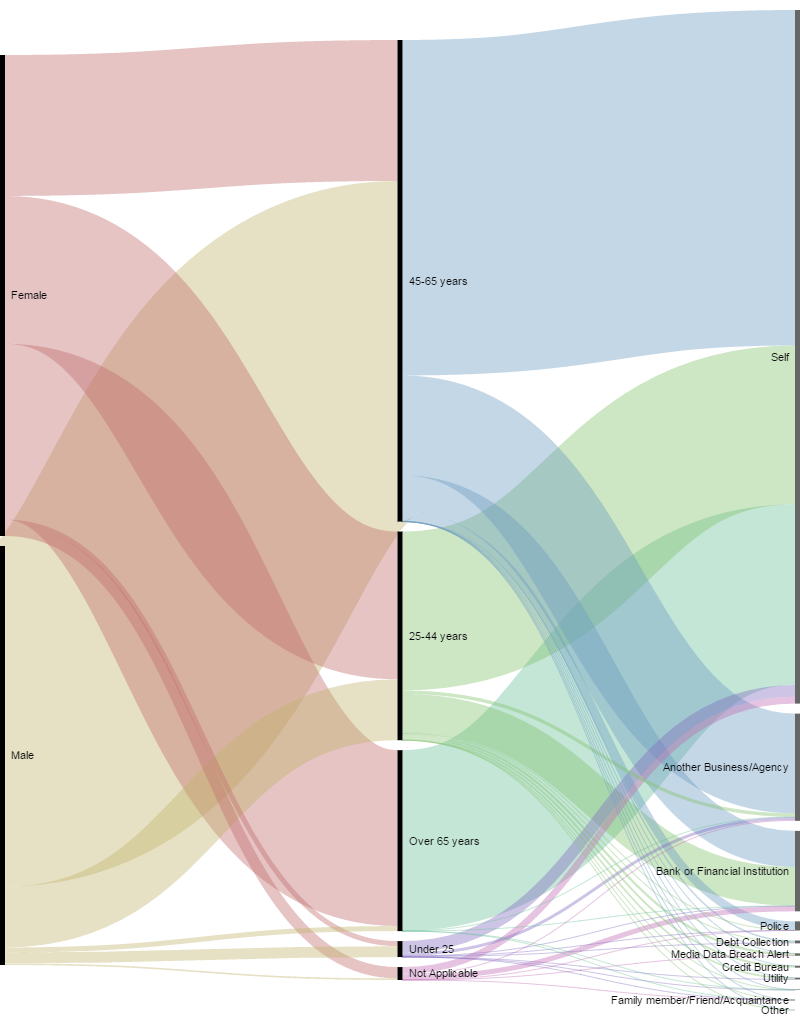 Female
Male
45-65 years
25-44 years
Over 65 years
Under 25
Not Applicable
Self
Another Business/Agency
Bank or Financial Institution
Police
Debt Collection
Media Data Breach Alert
Credit Bureau
Utility
Family member/Friend/Acquaintance
Other